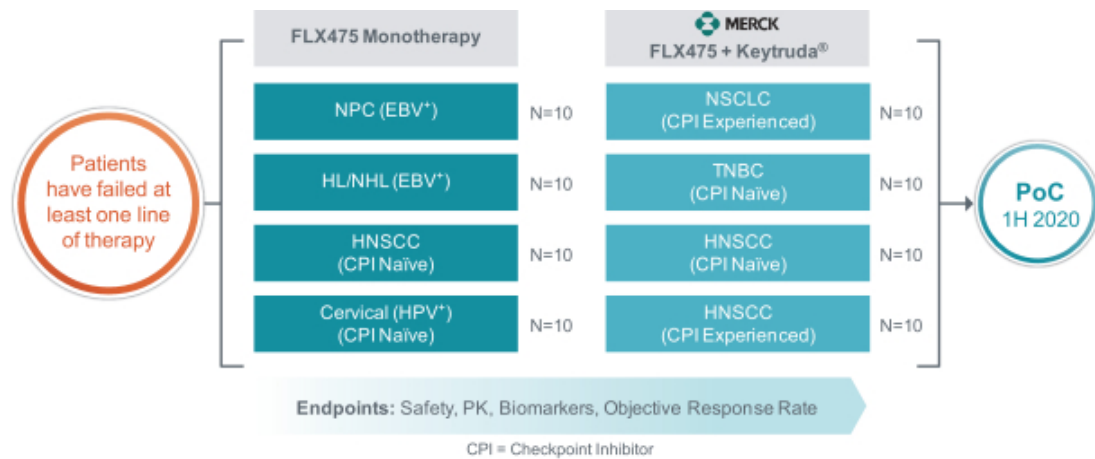 FLX475 Monotherapy
MERCK
FLX475 + Keytruda®
Patients
have failed at
least one line
of therapy
NPC (EBV⁺)
N=10
HL/NHL (EBV⁺)
N=10
HNSCC
(CPI Naïve)
N=10
Cervical (HPV⁺)
(CPI Naïve)
N=10
NSCLC
(CPI Experienced)
N=10
TNBC
(CPI Naïve)
N=10
HNSCC
(CPI Naïve)
N=10
HNSCC
(CPI Experienced)
N=10
PoC
1H 2020
Endpoints: Safety, PK, Biomarkers, Objective Response Rate
CPI = Checkpoint Inhibitor